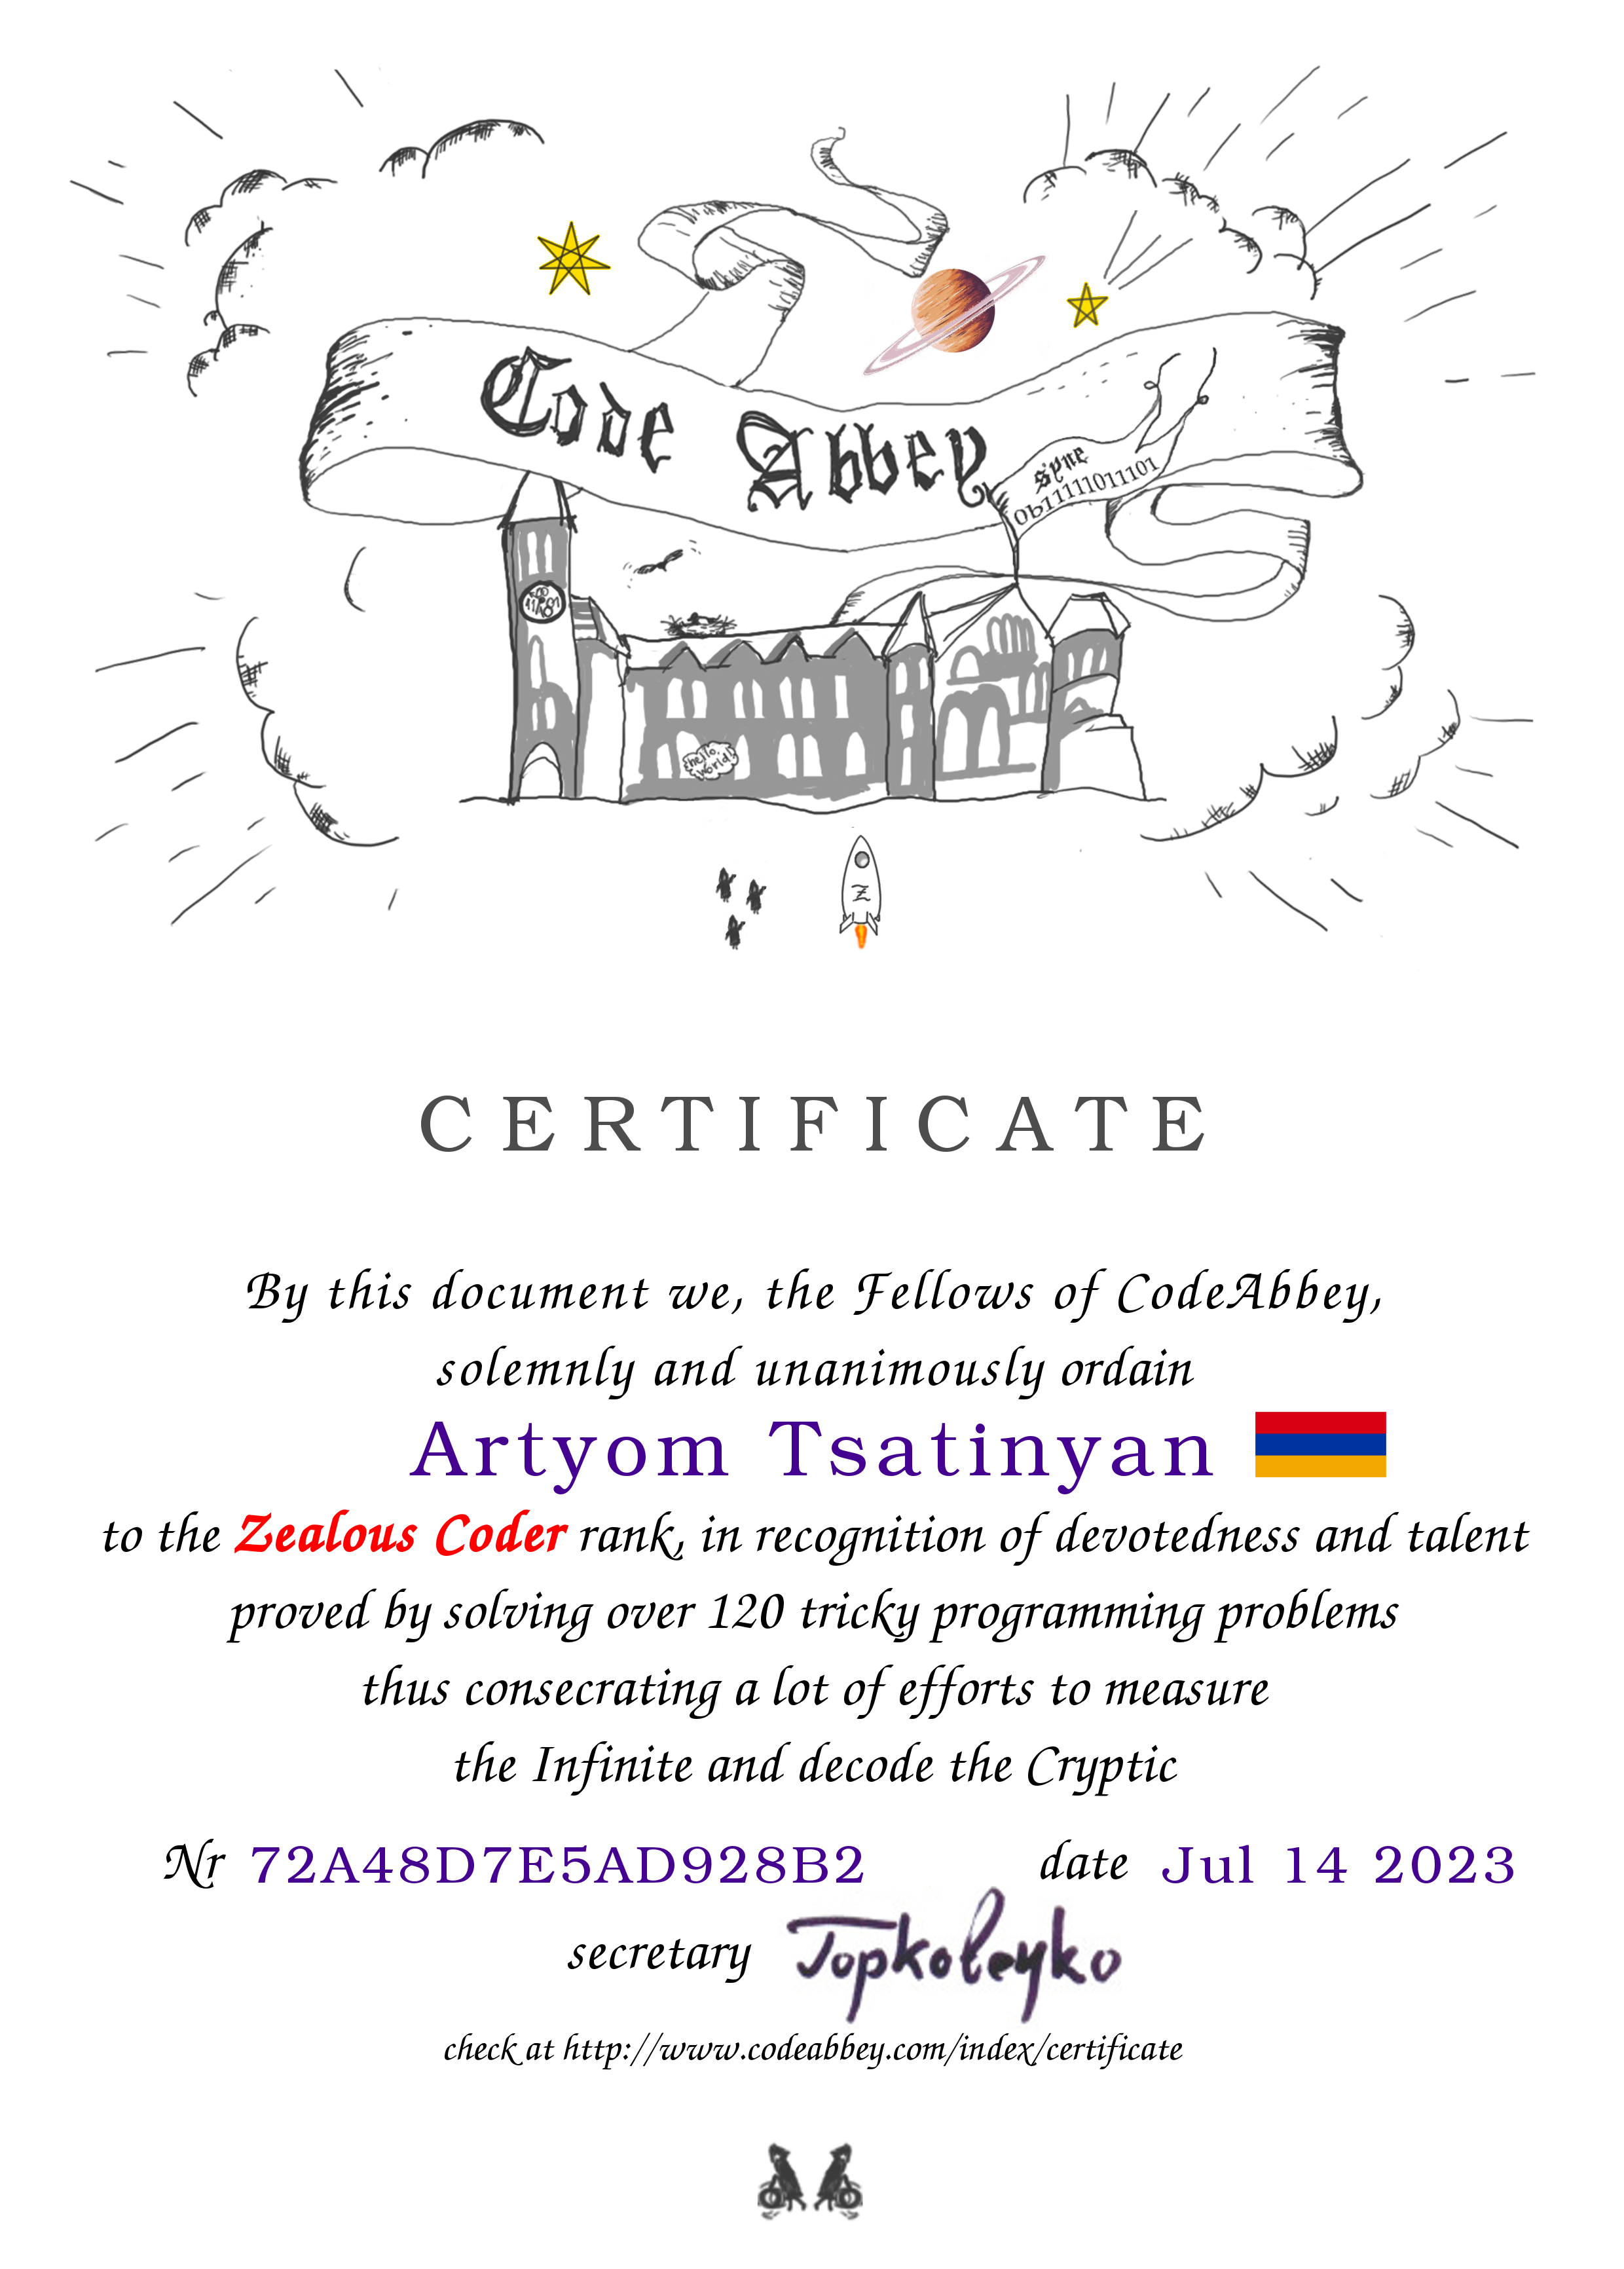 Code Abbey
syne
0b11111011101
hello, world!
Z
CERTIFICATE
By this document we, the Fellows of CodeAbbey,
solemnly and unanimously ordain
Artyom Tsatinyan
to the Zealous Coder rank, in recognition of devotedness and talent
proved by solving over 120 tricky programming problems
thus consecrating a lot of efforts to measure
the Infinite and decode the Cryptic
Nr 72A48D7E5AD928B2 date Jul 14 2023
secretary
check at http://www.codeabbey.com/index/certificate